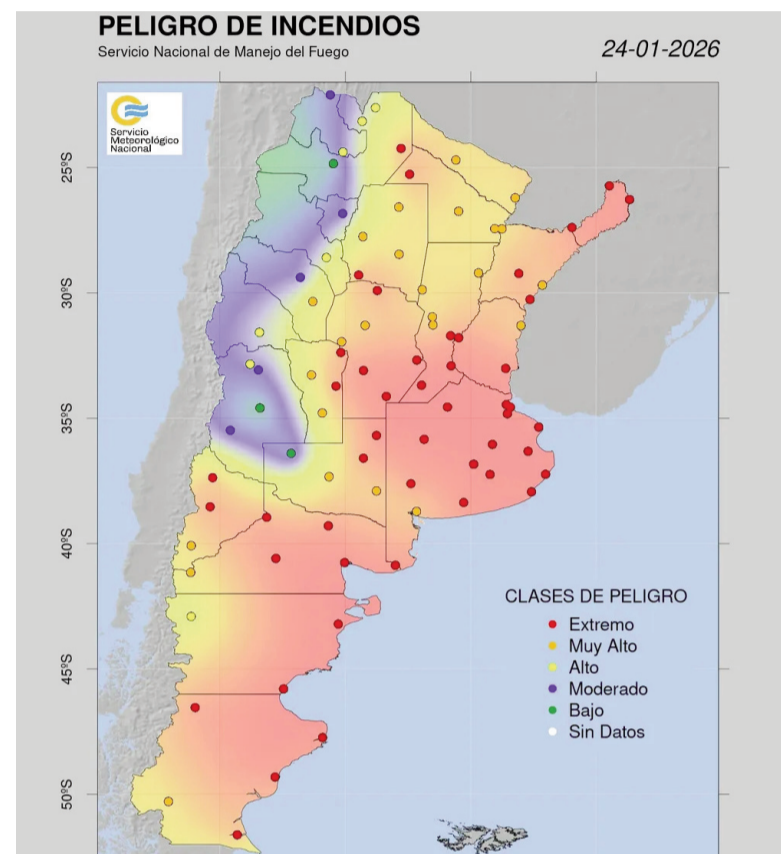 PELIGRO DE INCENDIOS
Servicio Nacional de Manejo del Fuego
24-01-2026
Servicio
Meteorológico
Nacional
25ºS
30ºS
35ºS
40ºS
45ºS
50ºS
CLASES DE PELIGRO
Extremo
Muy Alto
Alto
Moderado
Bajo
Sin Datos